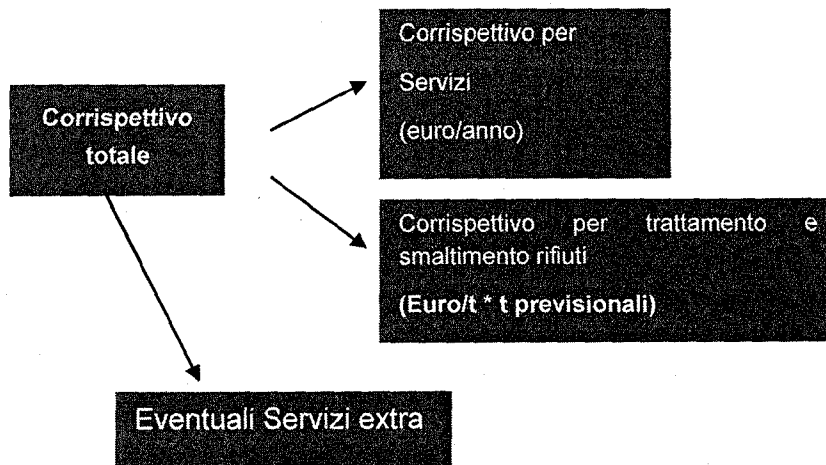 Corrispettivo
totale
Corrispettivo per
Servizi
(euro/anno)
Corrispettivo per trattamento e
smaltimento rifiuti
(Euro/t * t previsionali)
Eventuali Servizi extra